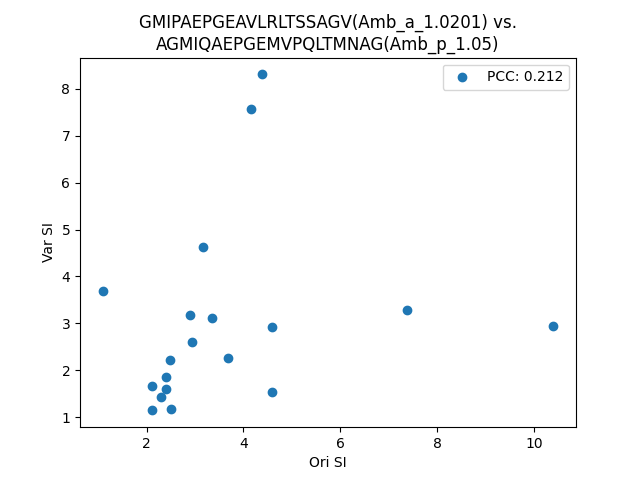 GMIPAEPGEAVLRLTSSAGV(Amb_a_1.0201) vs.
AGMIQAEPGEMVPQLTMNAG(Amb_p_1.05)
PCC: 0.212
8
7
6
5
4
3
2
1
Var SI
2 4 6 8 10
Ori SI